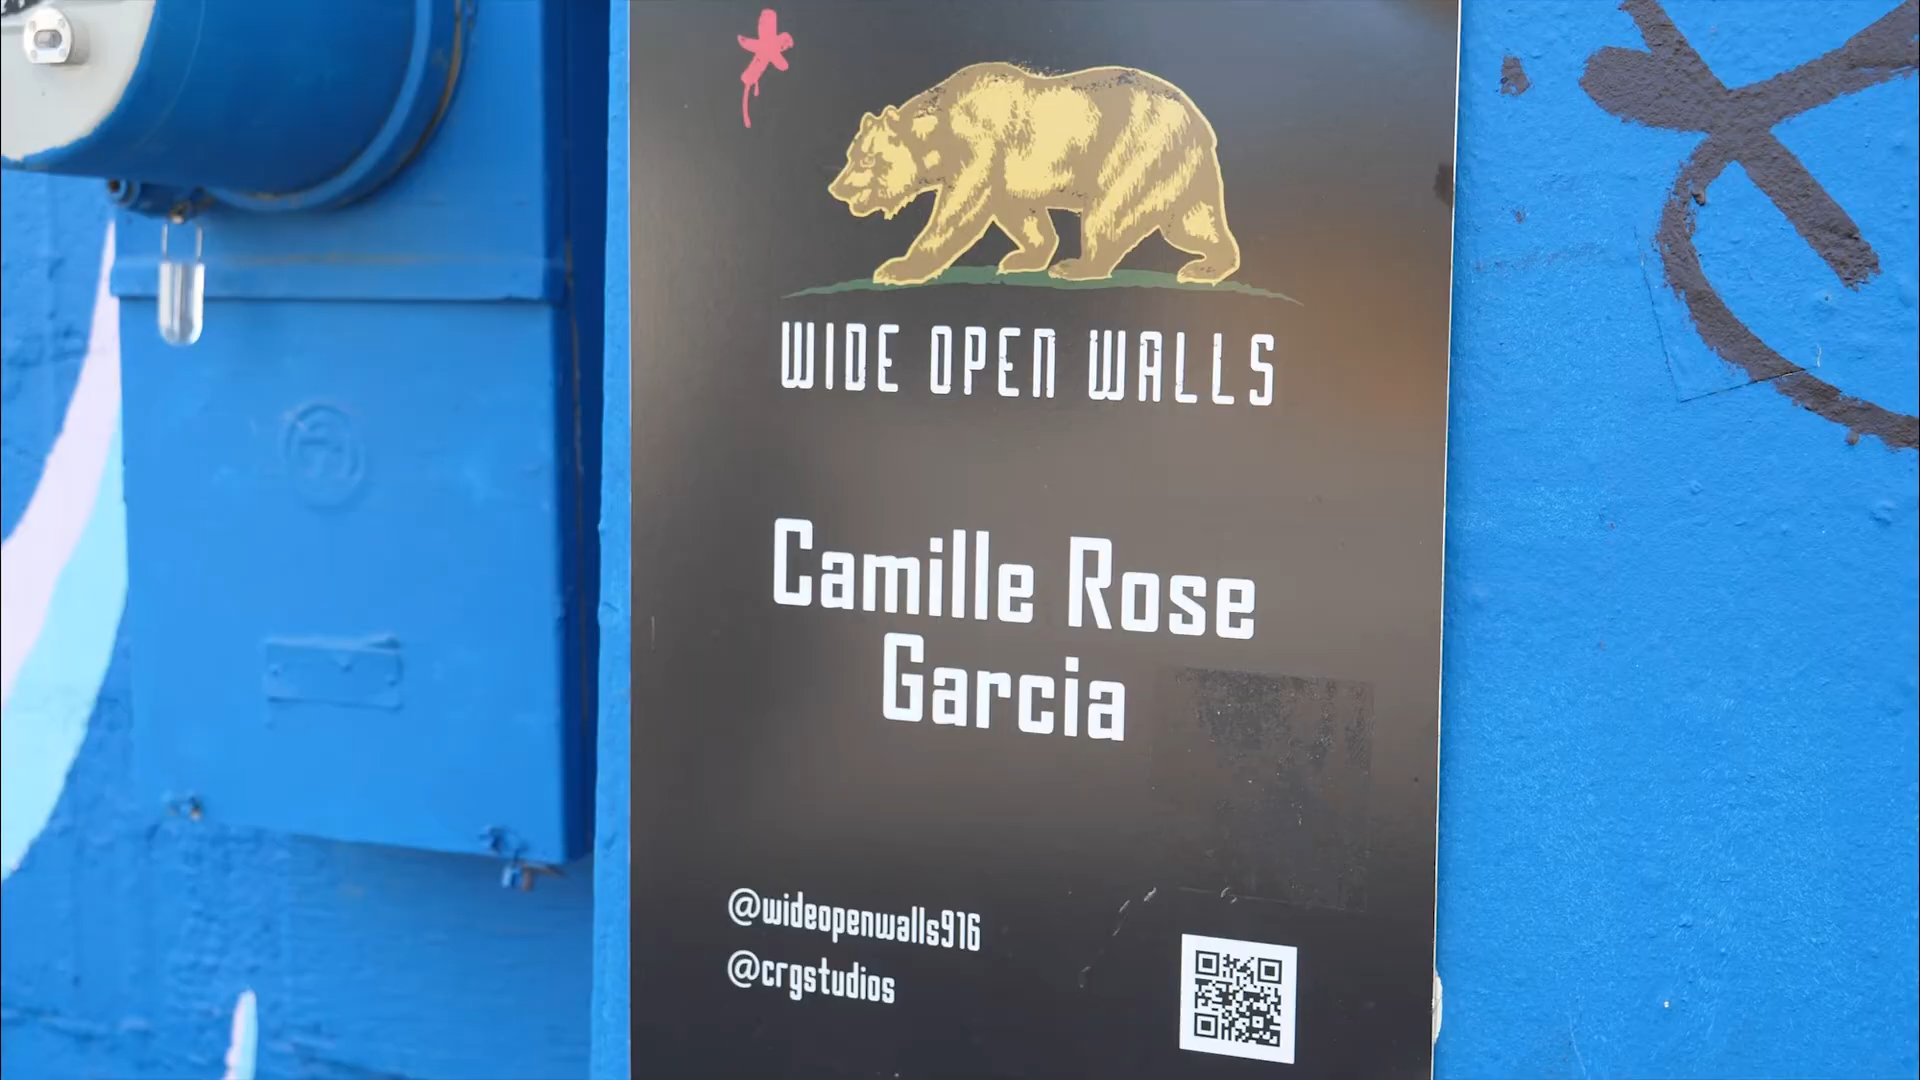 WIDE OPEN WALLS
Camille Rose
Garcia
@wideopenwalls916
@crgstudios